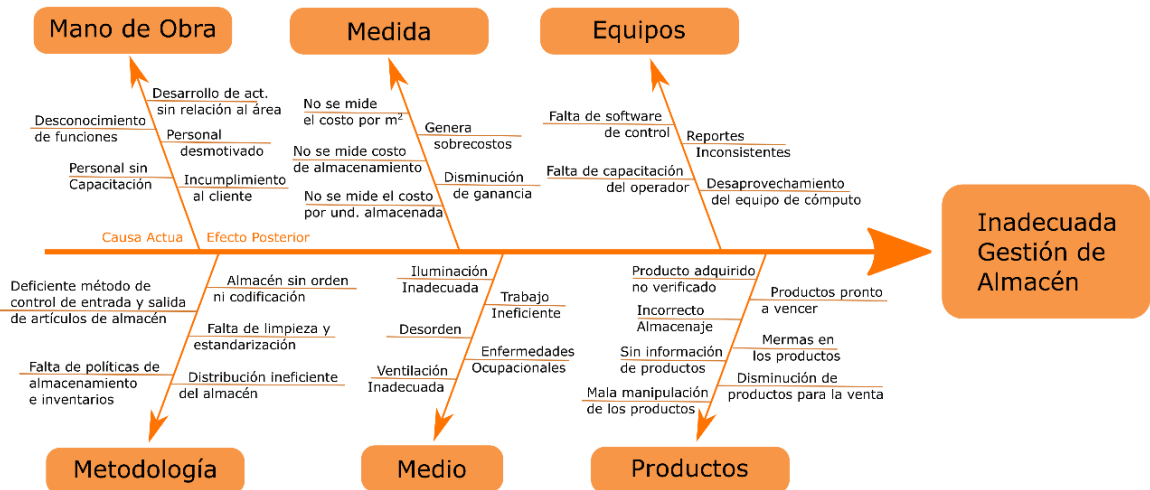 Mano de Obra
Medida
Equipos
Desarrollo de act.
sin relación al área
Desconocimiento
de funciones
Personal
desmotivado
Personal sin
Capacitación
Incumplimiento
al cliente
Causa Actua
Efecto Posterior
No se mide
el costo por m²
Genera
sobrecostos
No se mide costo
de almacenamiento
Disminución
de ganancia
No se mide el costo
por und. almacenada
Falta de software
de control
Reportes
Inconsistentes
Falta de capacitación
del operador
Desaprovechamiento
del equipo de cómputo
Inadecuada
Gestión de
Almacén
Deficiente método de
control de entrada y salida
de artículos de almacén
Almacén sin orden
ni codificación
Falta de limpieza y
estandarización
Falta de políticas de
almacenamiento
e inventarios
Distribución ineficiente
del almacén
Iluminación
Inadecuada
Trabajo
Ineficiente
Desorden
Enfermedades
Ocupacionales
Ventilación
Inadecuada
Producto adquirido
no verificado
Productos pronto
a vencer
Incorrecto
Almacenaje
Mermas en
los productos
Sin información
de productos
Disminución de
productos para la venta
Mala manipulación
de los productos
Metodología
Medio
Productos